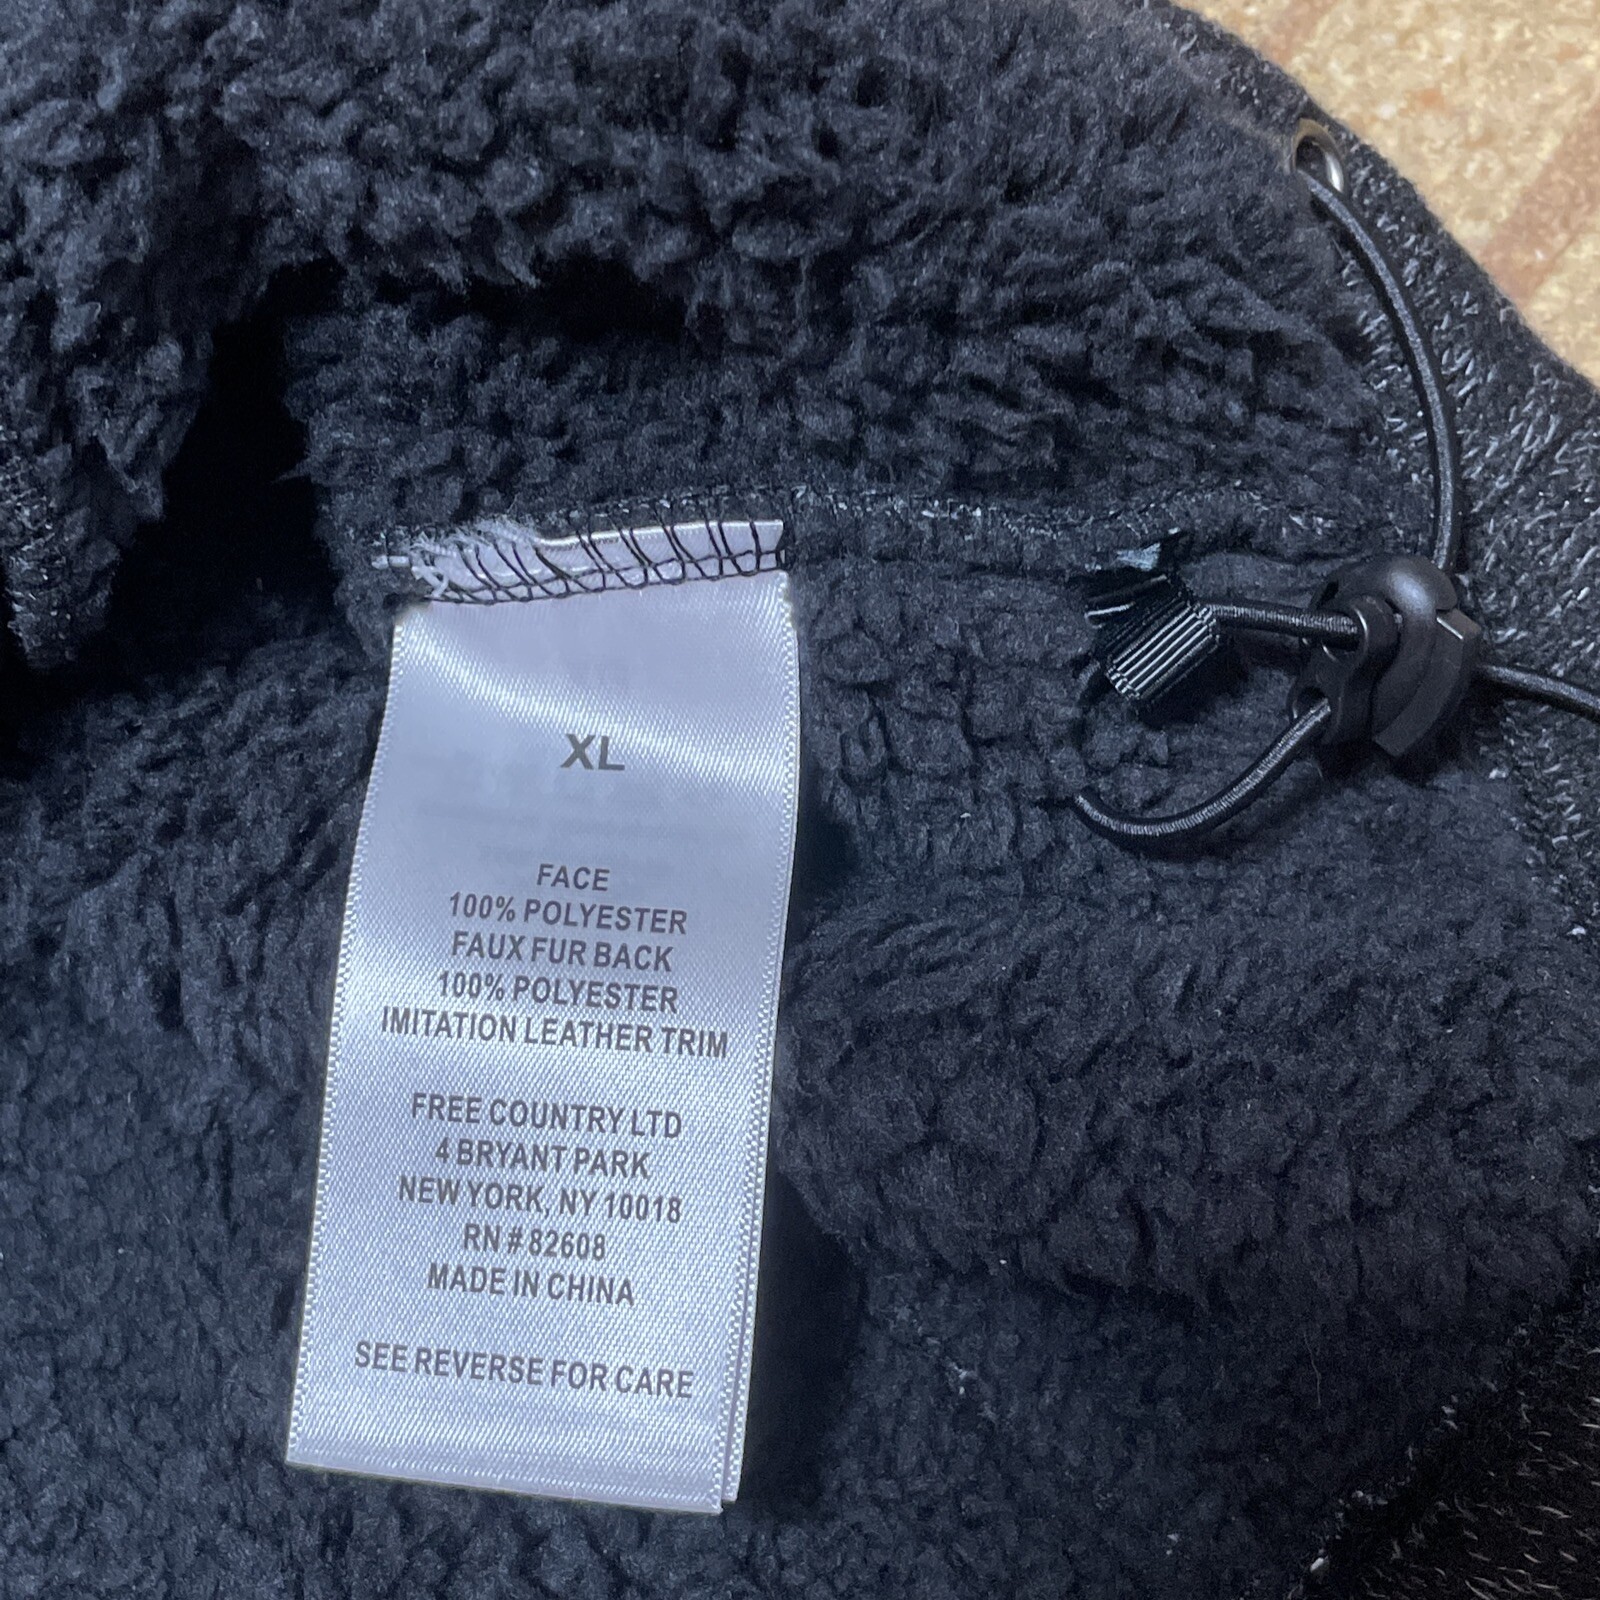 XL
FACE
100% POLYESTER
FAUX FUR BACK
100% POLYESTER
IMITATION LEATHER TRIM
FREE COUNTRY LTD
4 BRYANT PARK
NEW YORK, NY 10018
RN # 82608
MADE IN CHINA
SEE REVERSE FOR CARE